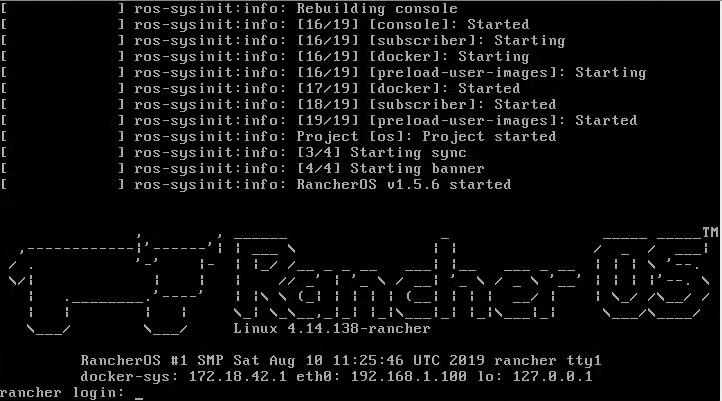 [          ] ros-sysinit:info: Rebuilding console
[          ] ros-sysinit:info: [16/19] [console]: Started
[          ] ros-sysinit:info: [16/19] [subscriber]: Starting
[          ] ros-sysinit:info: [16/19] [docker]: Starting
[          ] ros-sysinit:info: [16/19] [preload-user-images]: Starting
[          ] ros-sysinit:info: [17/19] [docker]: Started
[          ] ros-sysinit:info: [18/19] [subscriber]: Started
[          ] ros-sysinit:info: [19/19] [preload-user-images]: Started
[          ] ros-sysinit:info: Project [os]: Project started
[          ] ros-sysinit:info: [3/4] Starting sync
[          ] ros-sysinit:info: [4/4] Starting banner
[          ] ros-sysinit:info: RancherOS v1.5.6 started
Rancher OS TM
Linux 4.14.138-rancher
RancherOS #1 SMP Sat Aug 10 11:25:46 UTC 2019 rancher tty1
docker-sys: 172.18.42.1 eth0: 192.168.1.100 lo: 127.0.0.1
rancher login: _